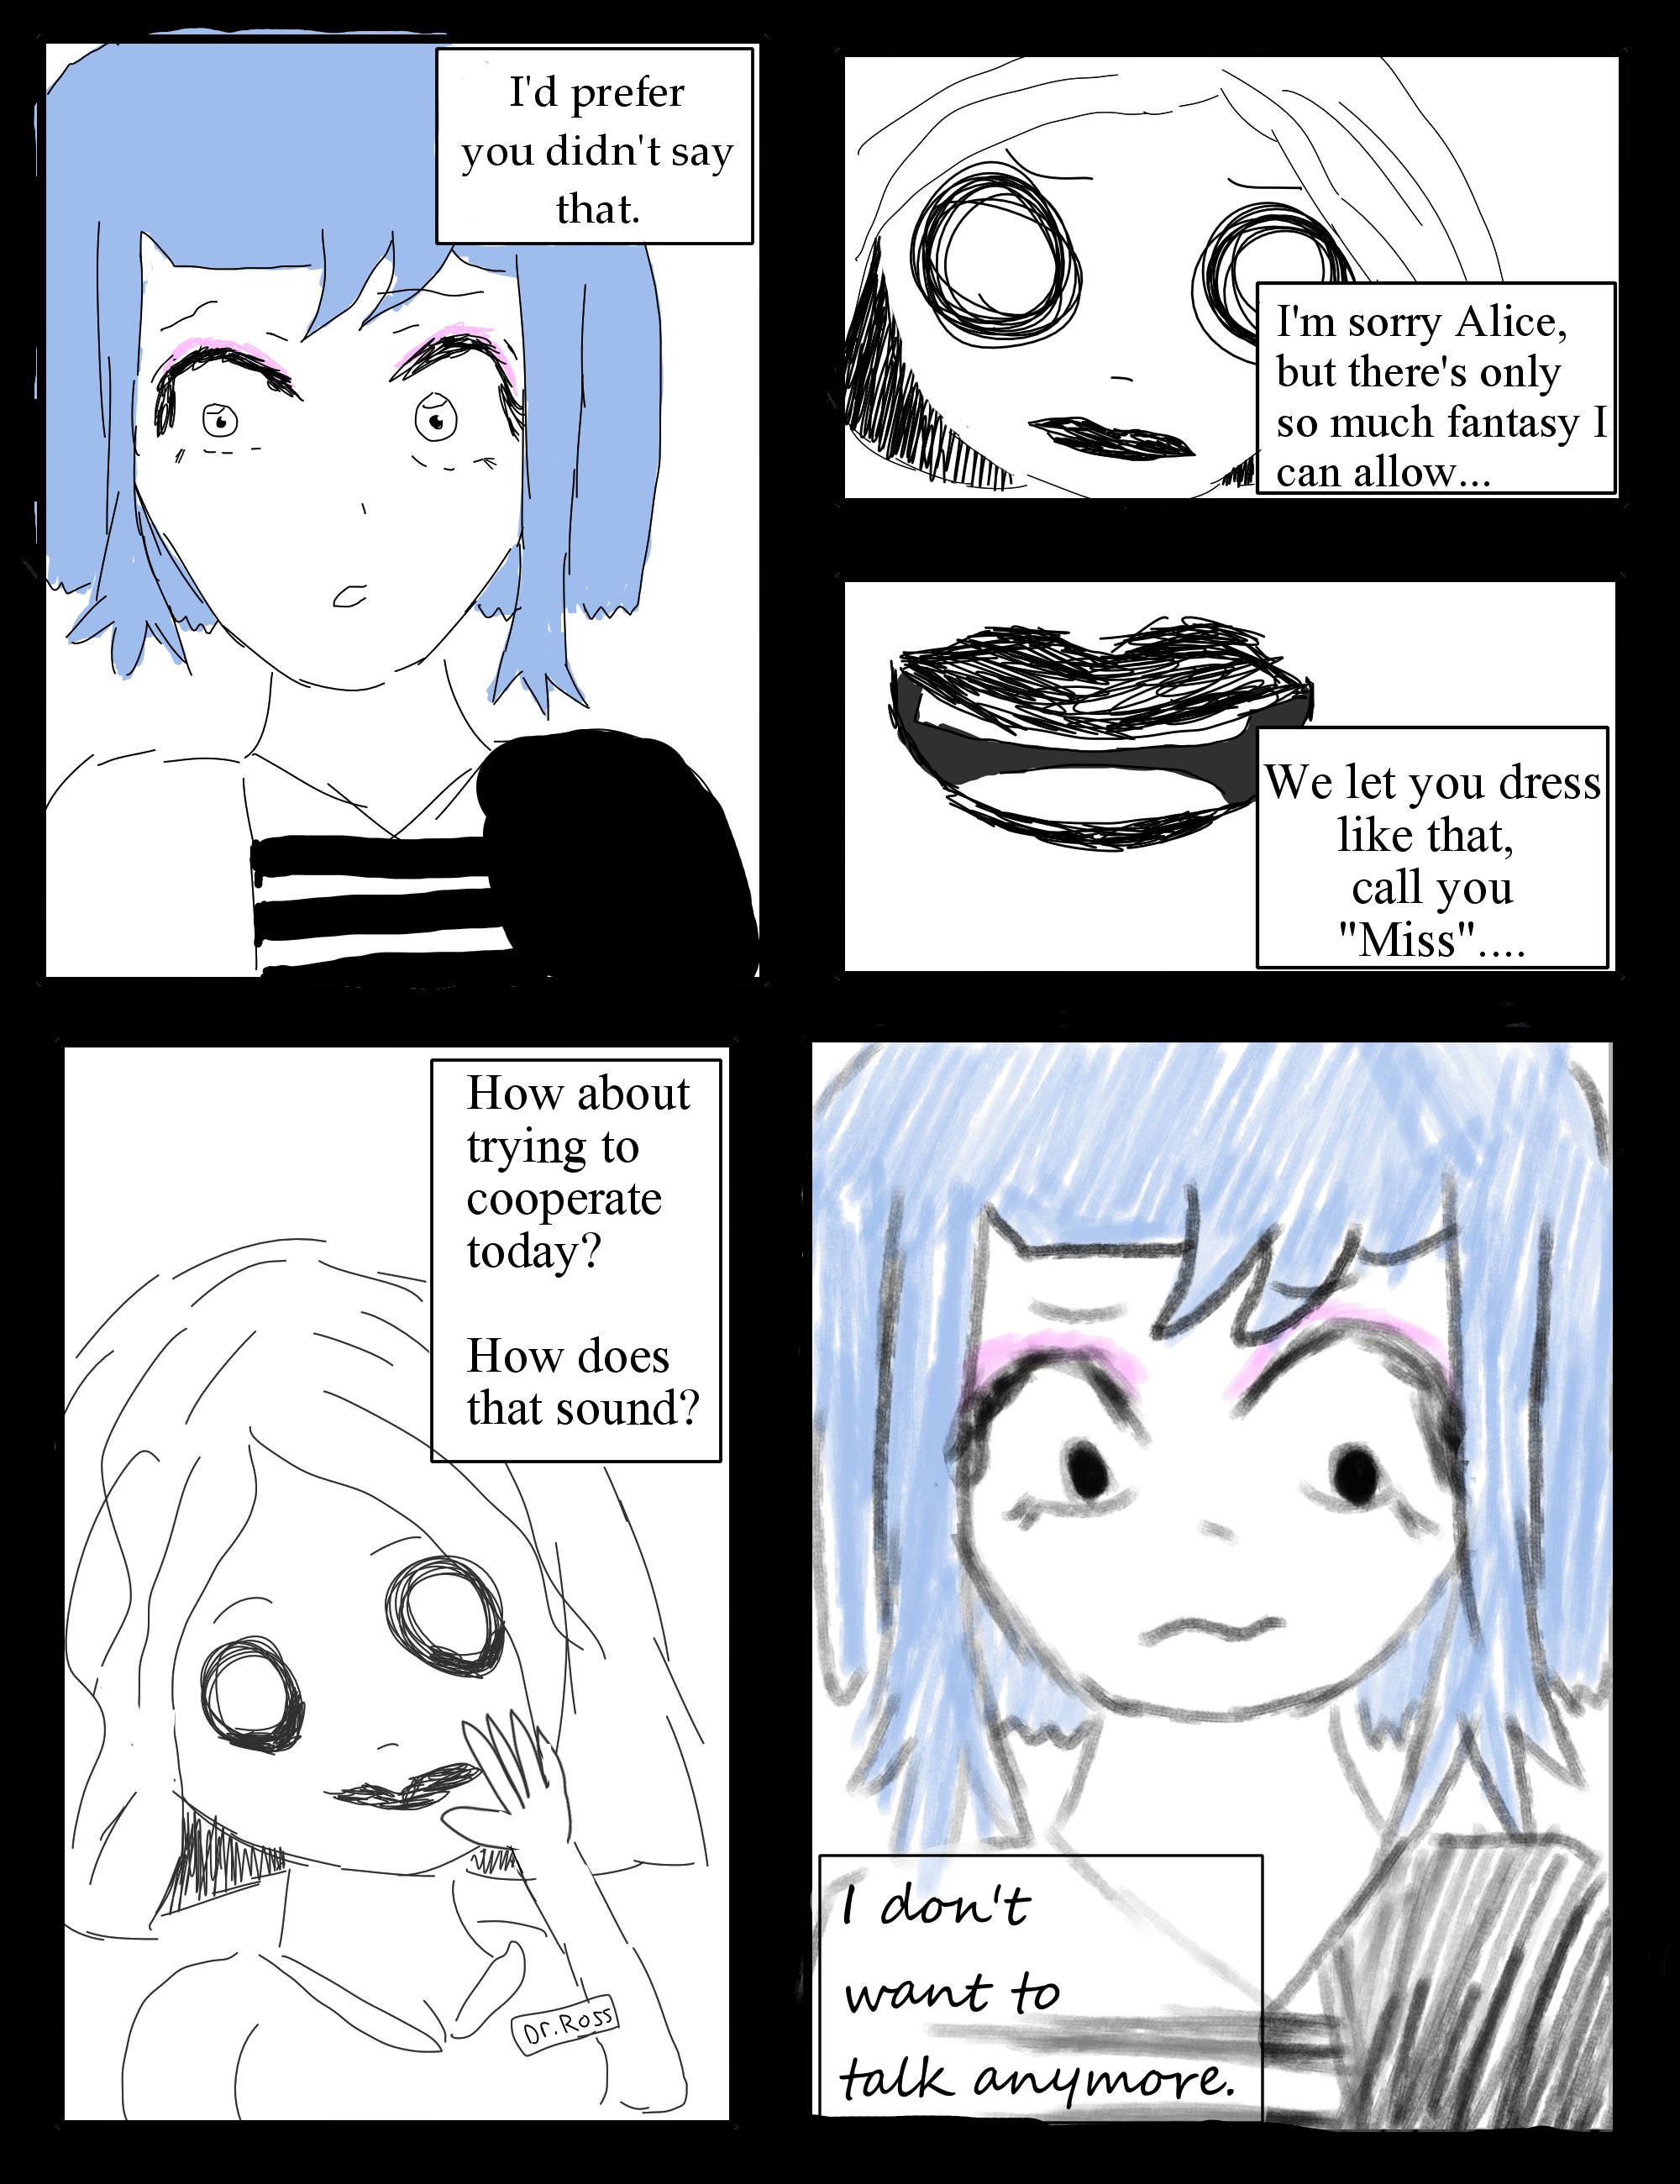 I'd prefer
you didn't say
that.
I'm sorry Alice,
but there's only
so much fantasy I
can allow...
We let you dress
like that,
call you
"Miss"....
How about
trying to
cooperate
today?
How does
that sound?
Dr. Ross
I don't
want to
talk anymore.